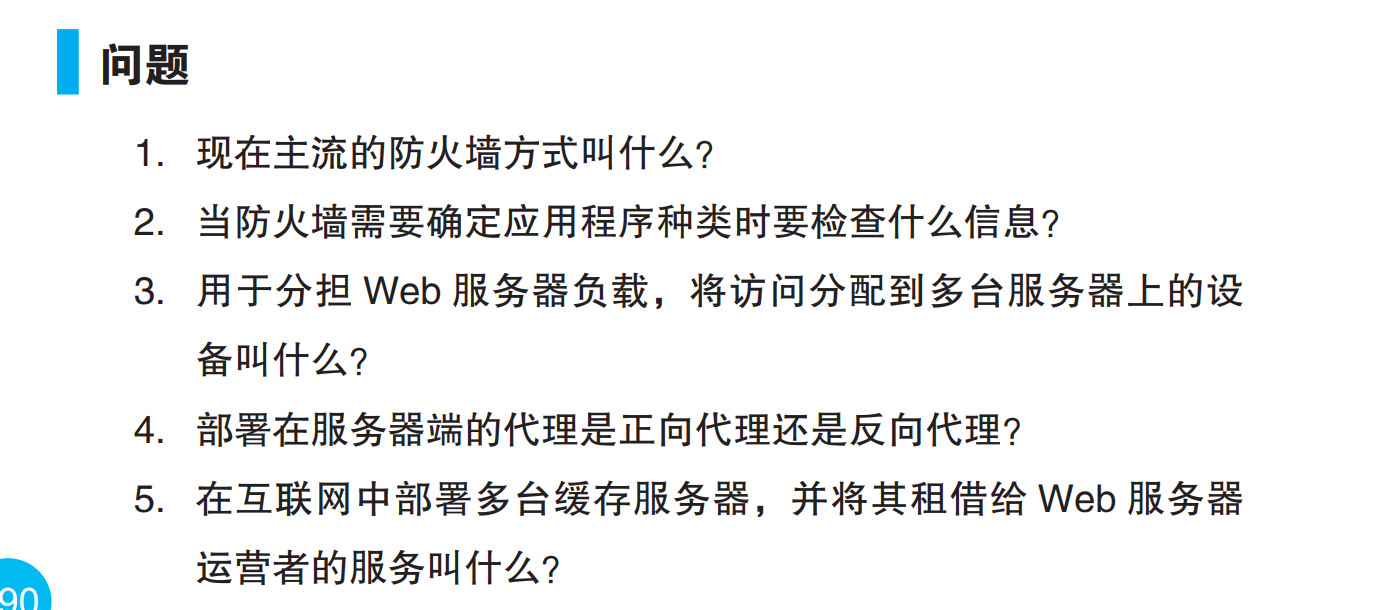 问题
1. 现在主流的防火墙方式叫什么?
2. 当防火墙需要确定应用程序种类时要检查什么信息?
3. 用于分担 Web 服务器负载，将访问分配到多台服务器上的设
备叫什么?
4. 部署在服务器端的代理是正向代理还是反向代理?
5. 在互联网中部署多台缓存服务器，并将其租借给 Web 服务器
运营者的服务叫什么?
90